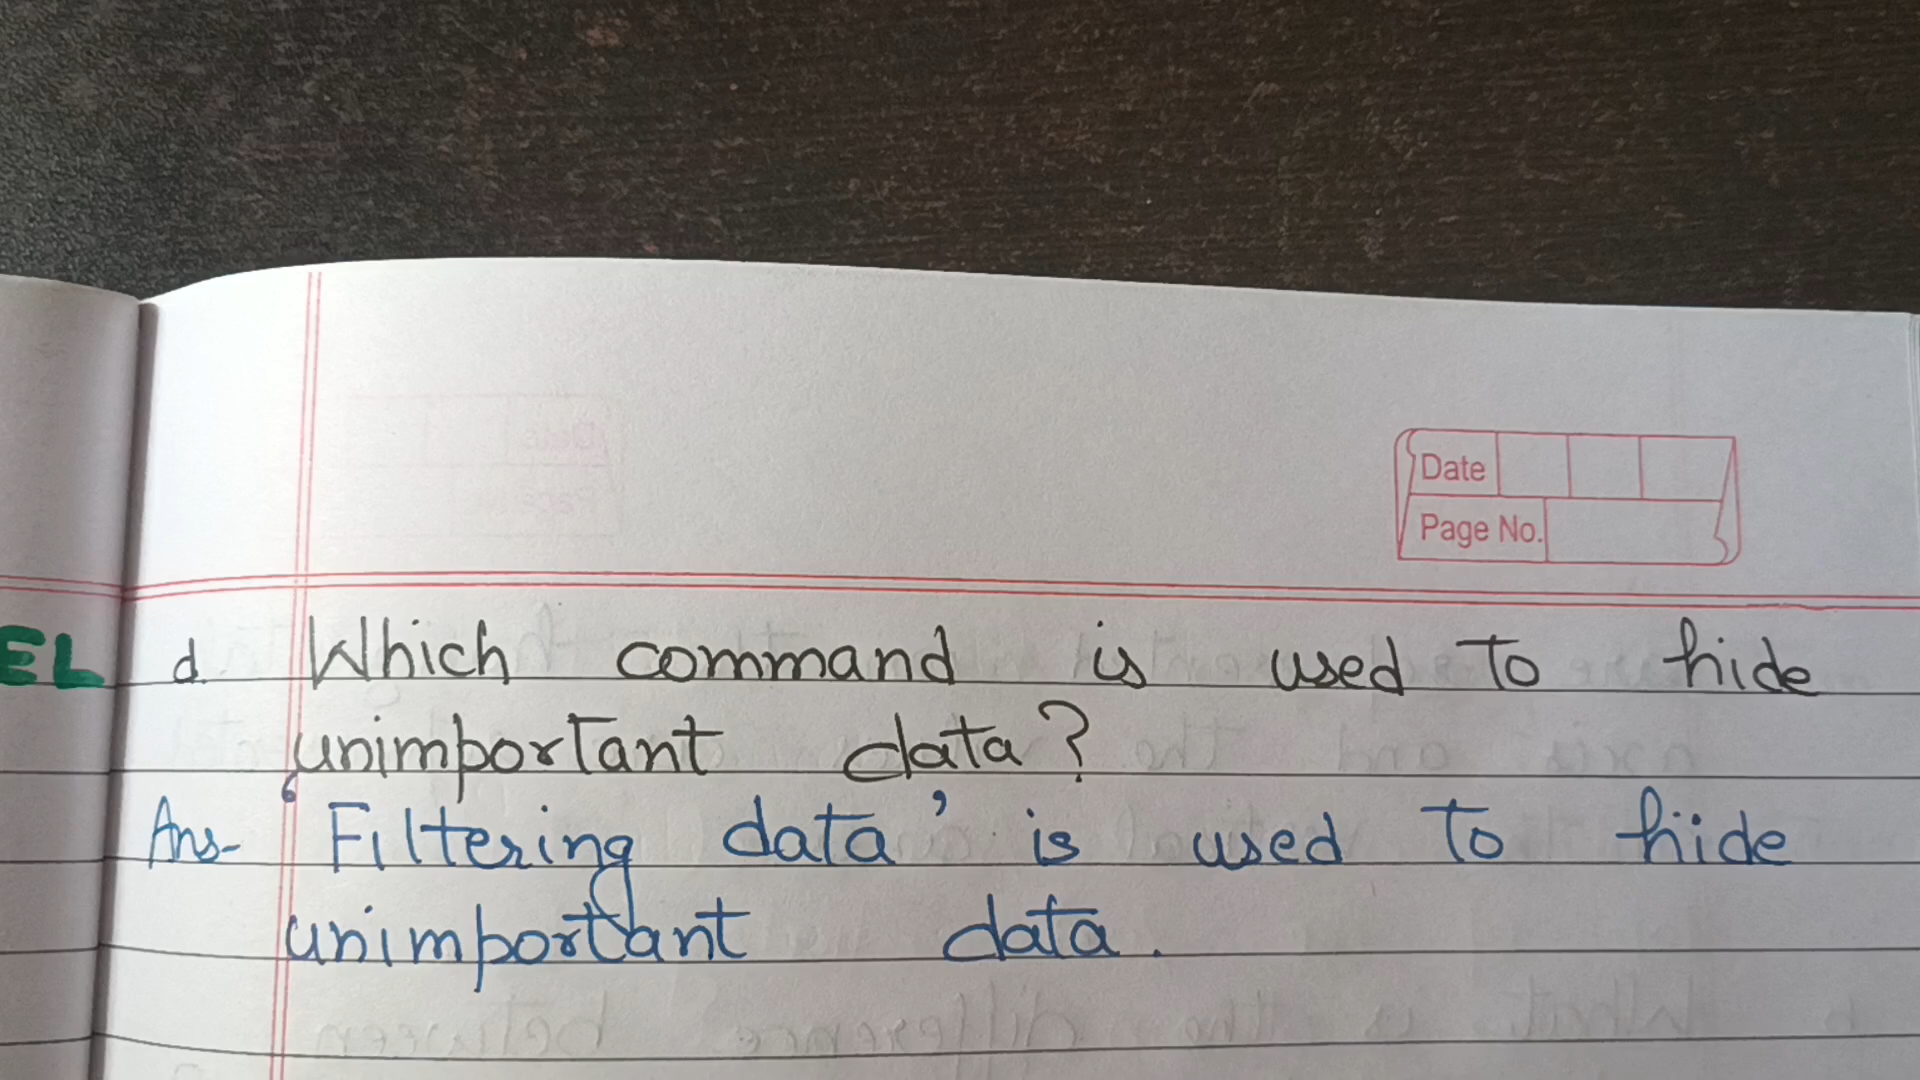 Date
Page No.
EL
d. Which command is used to hide
unimportant data?
Ans- 'Filtering data' is used to hide
unimportant data.